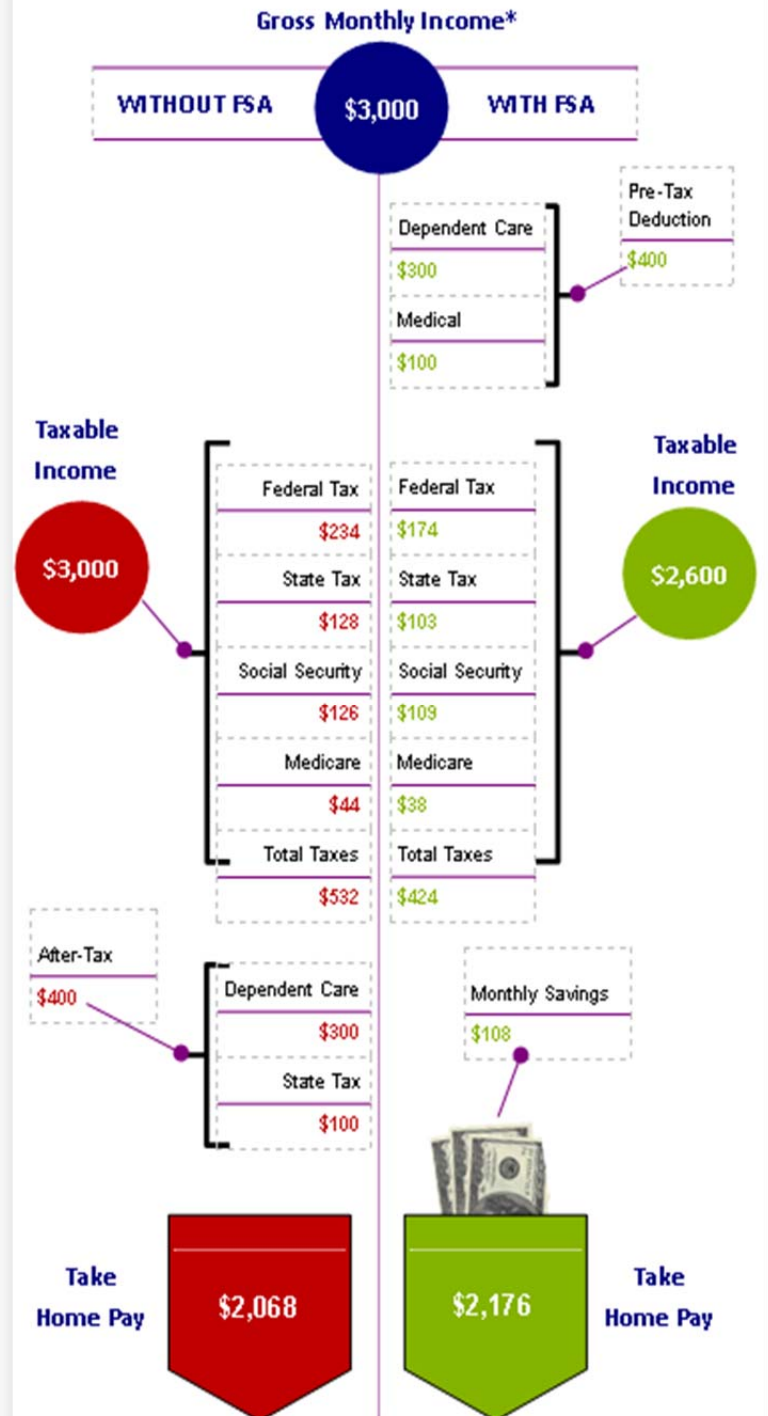 Gross Monthly Income*
WITHOUT FSA
$3,000
WITH FSA
Pre-Tax
Deduction
$400
Dependent Care
$300
Medical
$100
Taxable
Income
$3,000
Federal Tax
$234
State Tax
$128
Social Security
$126
Medicare
$44
Total Taxes
$532
Federal Tax
$174
State Tax
$103
Social Security
$109
Medicare
$38
Total Taxes
$424
Taxable
Income
$2,600
After-Tax
$400
Dependent Care
$300
State Tax
$100
Monthly Savings
$108
Take
Home Pay
$2,068
$2,176
Take
Home Pay